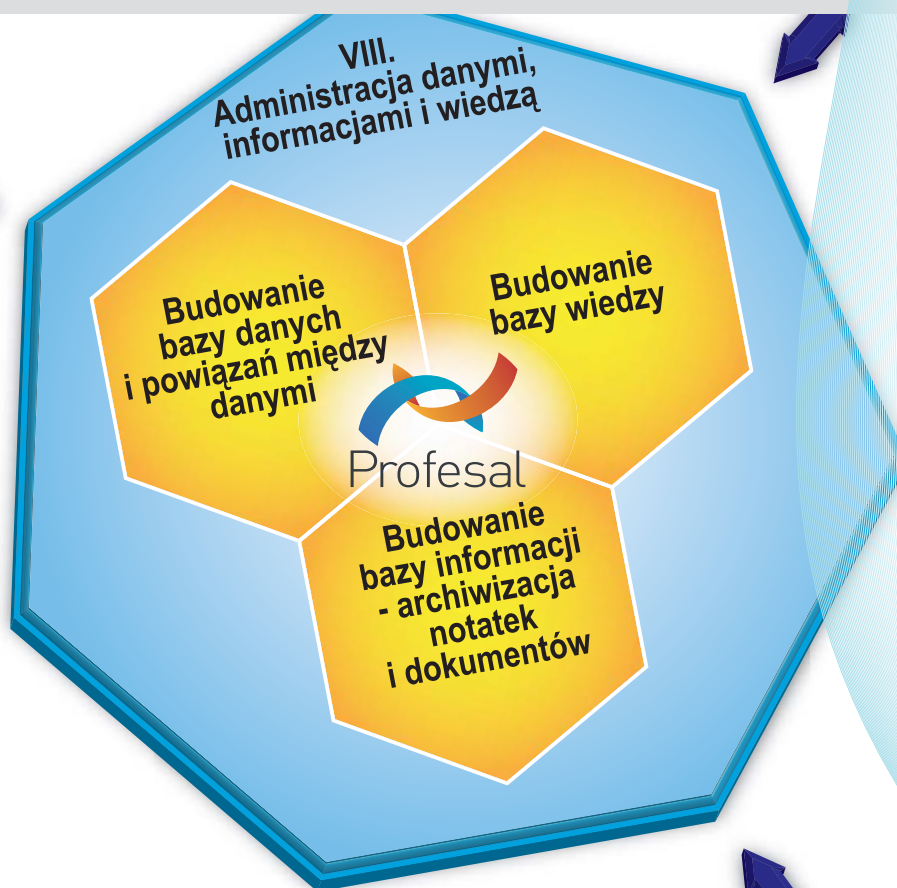 VIII.
Administracja danymi,
informacjami i wiedzą
Budowanie
bazy danych
i powiązań między
danymi
Budowanie
bazy wiedzy
Profesal
Budowanie
bazy informacji
- archiwizacja
notatek
i dokumentów